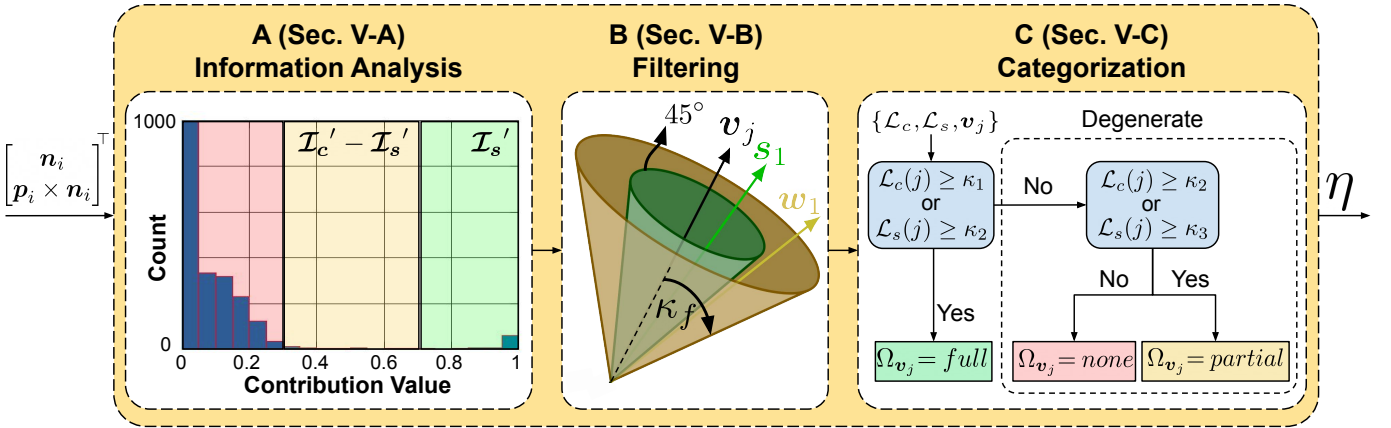 A (Sec. V-A)
Information Analysis
B (Sec. V-B)
Filtering
C (Sec. V-C)
Categorization
[ n_i
p_i × n_i ]^⊤
1000
0
Count
ℐ_c′ − ℐ_s′
ℐ_s′
0 0.2 0.4 0.6 0.8 1
Contribution Value
45°
v_j
s_1
w_1
κ_f
{ℒ_c, ℒ_s, v_j}
Degenerate
ℒ_c(j) ≥ κ_1
or
ℒ_s(j) ≥ κ_2
No
ℒ_c(j) ≥ κ_2
or
ℒ_s(j) ≥ κ_3
Yes
No
Yes
Ω_{v_j} = full
Ω_{v_j} = none
Ω_{v_j} = partial
η